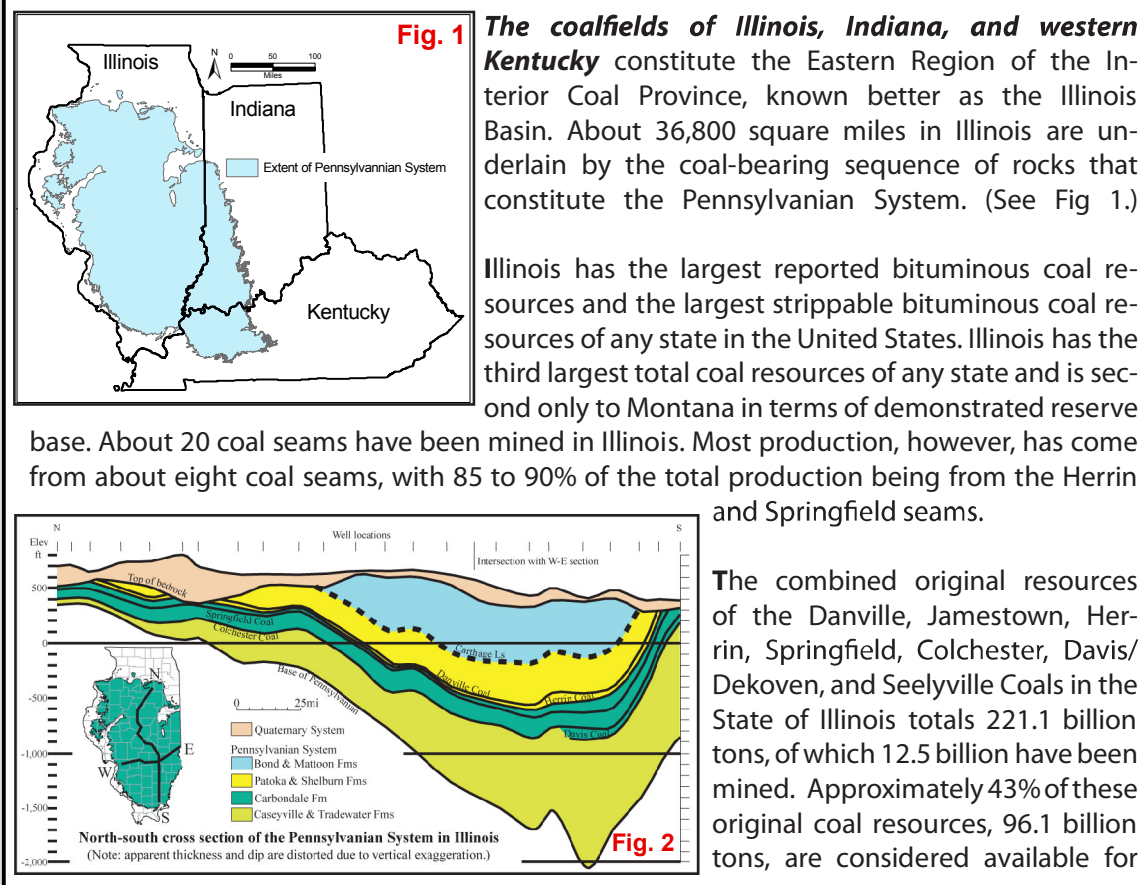 Fig. 1
Illinois
N
0 50 100
Miles
Indiana
Extent of Pennsylvannian System
Kentucky
The coalfields of Illinois, Indiana, and western
Kentucky constitute the Eastern Region of the In-
terior Coal Province, known better as the Illinois
Basin. About 36,800 square miles in Illinois are un-
derlain by the coal-bearing sequence of rocks that
constitute the Pennsylvanian System. (See Fig 1.)
Illinois has the largest reported bituminous coal re-
sources and the largest strippable bituminous coal re-
sources of any state in the United States. Illinois has the
third largest total coal resources of any state and is sec-
ond only to Montana in terms of demonstrated reserve
base. About 20 coal seams have been mined in Illinois. Most production, however, has come
from about eight coal seams, with 85 to 90% of the total production being from the Herrin
and Springfield seams.
N
S
Elev
ft
Well locations
Intersection with W-E section
500
0
-500
-1,000
-1,500
-2,000
Top of bedrock
Springfield Coal
Colchester Coal
Base of Pennsylvanian
Carthage Ls
Danville Coal
Herrin Coal
Davis Coal
N
E
W
S
0 25mi
Quaternary System
Pennsylvanian System
Bond & Mattoon Fms
Patoka & Shelburn Fms
Carbondale Fm
Caseyville & Tradewater Fms
North-south cross section of the Pennsylvanian System in Illinois
(Note: apparent thickness and dip are distorted due to vertical exaggeration.)
Fig. 2
The combined original resources
of the Danville, Jamestown, Her-
rin, Springfield, Colchester, Davis/
Dekoven, and Seelyville Coals in the
State of Illinois totals 221.1 billion
tons, of which 12.5 billion have been
mined. Approximately 43% of these
original coal resources, 96.1 billion
tons, are considered available for